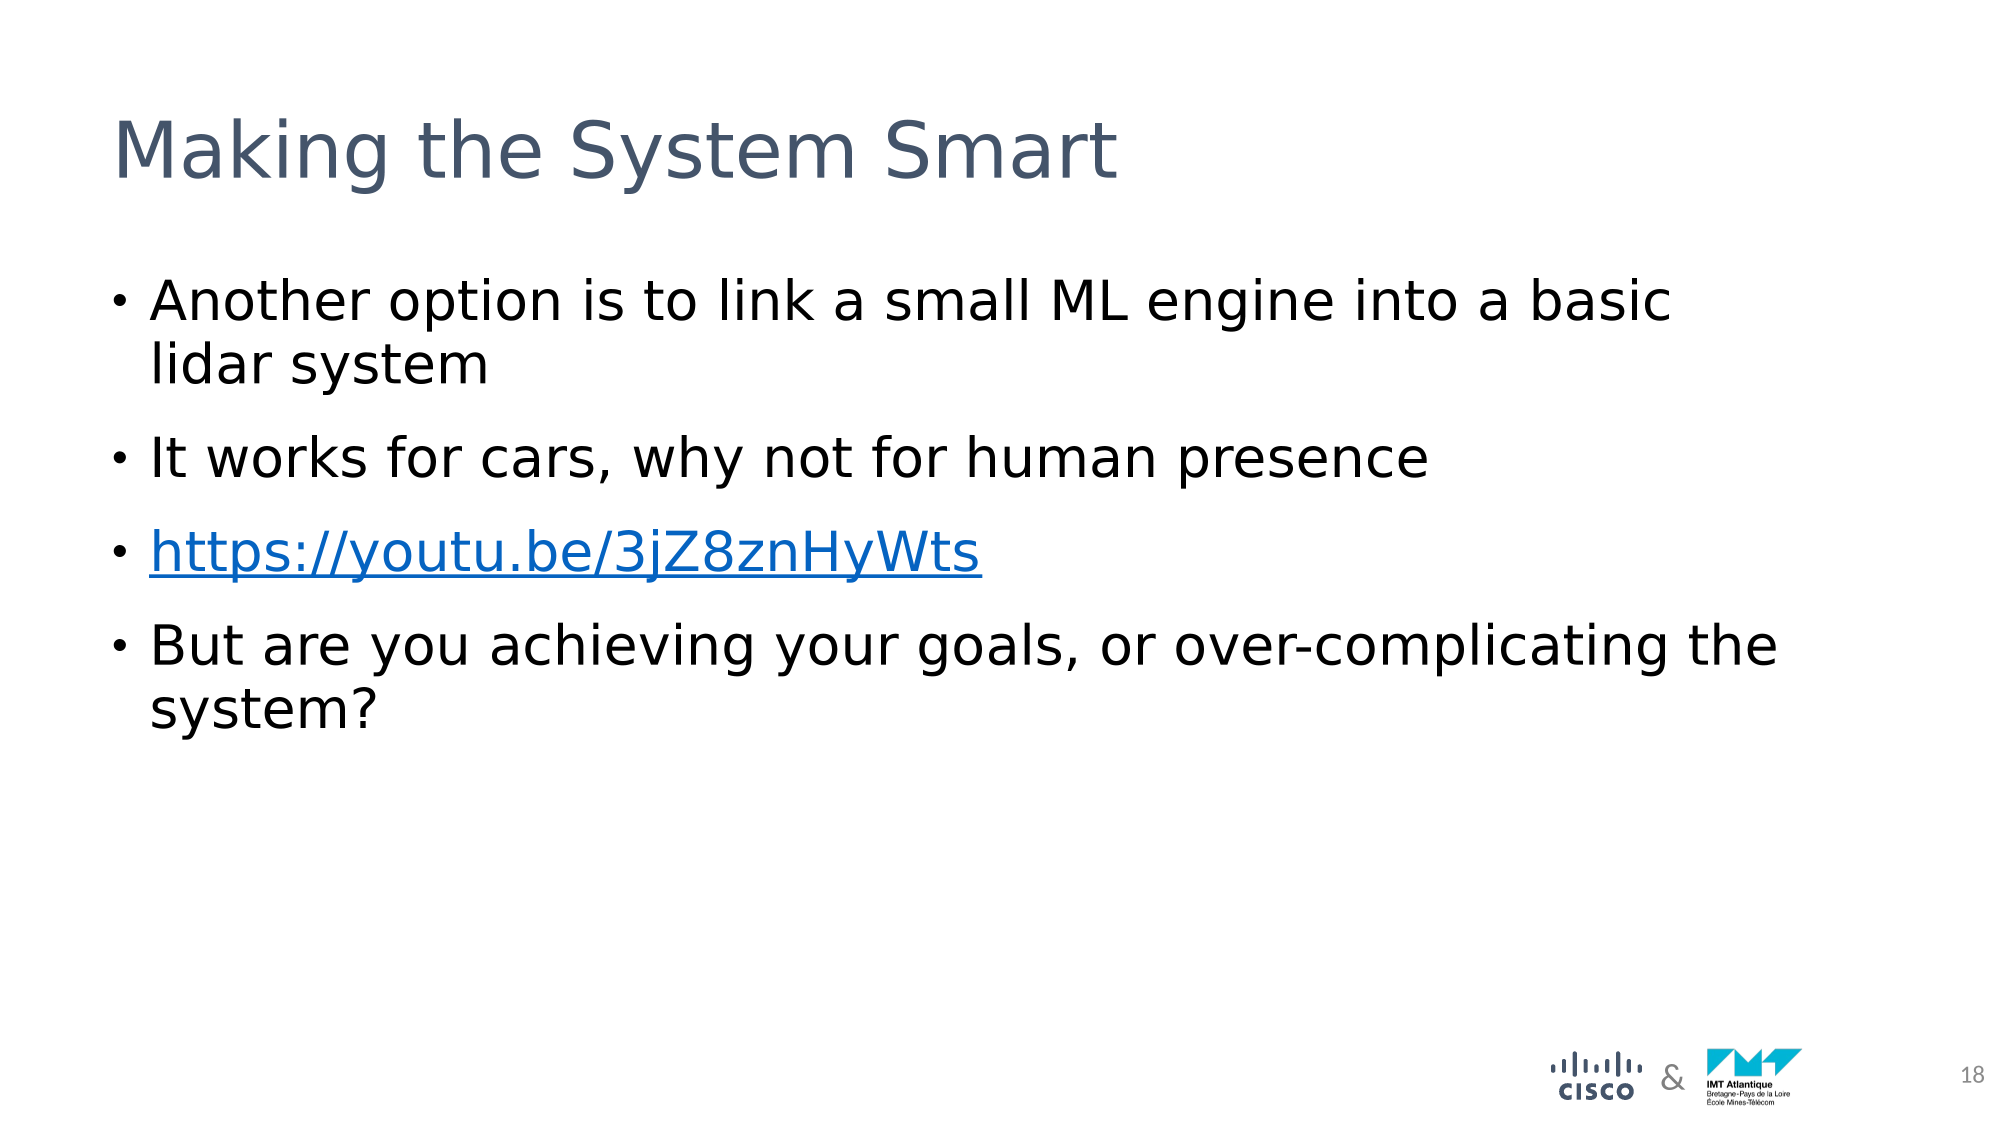 Making the System Smart
• Another option is to link a small ML engine into a basic
lidar system
• It works for cars, why not for human presence
• https://youtu.be/3jZ8znHyWts
• But are you achieving your goals, or over-complicating the
system?
CISCO & IMT Atlantique
Bretagne-Pays de la Loire
École Mines-Télécom
18